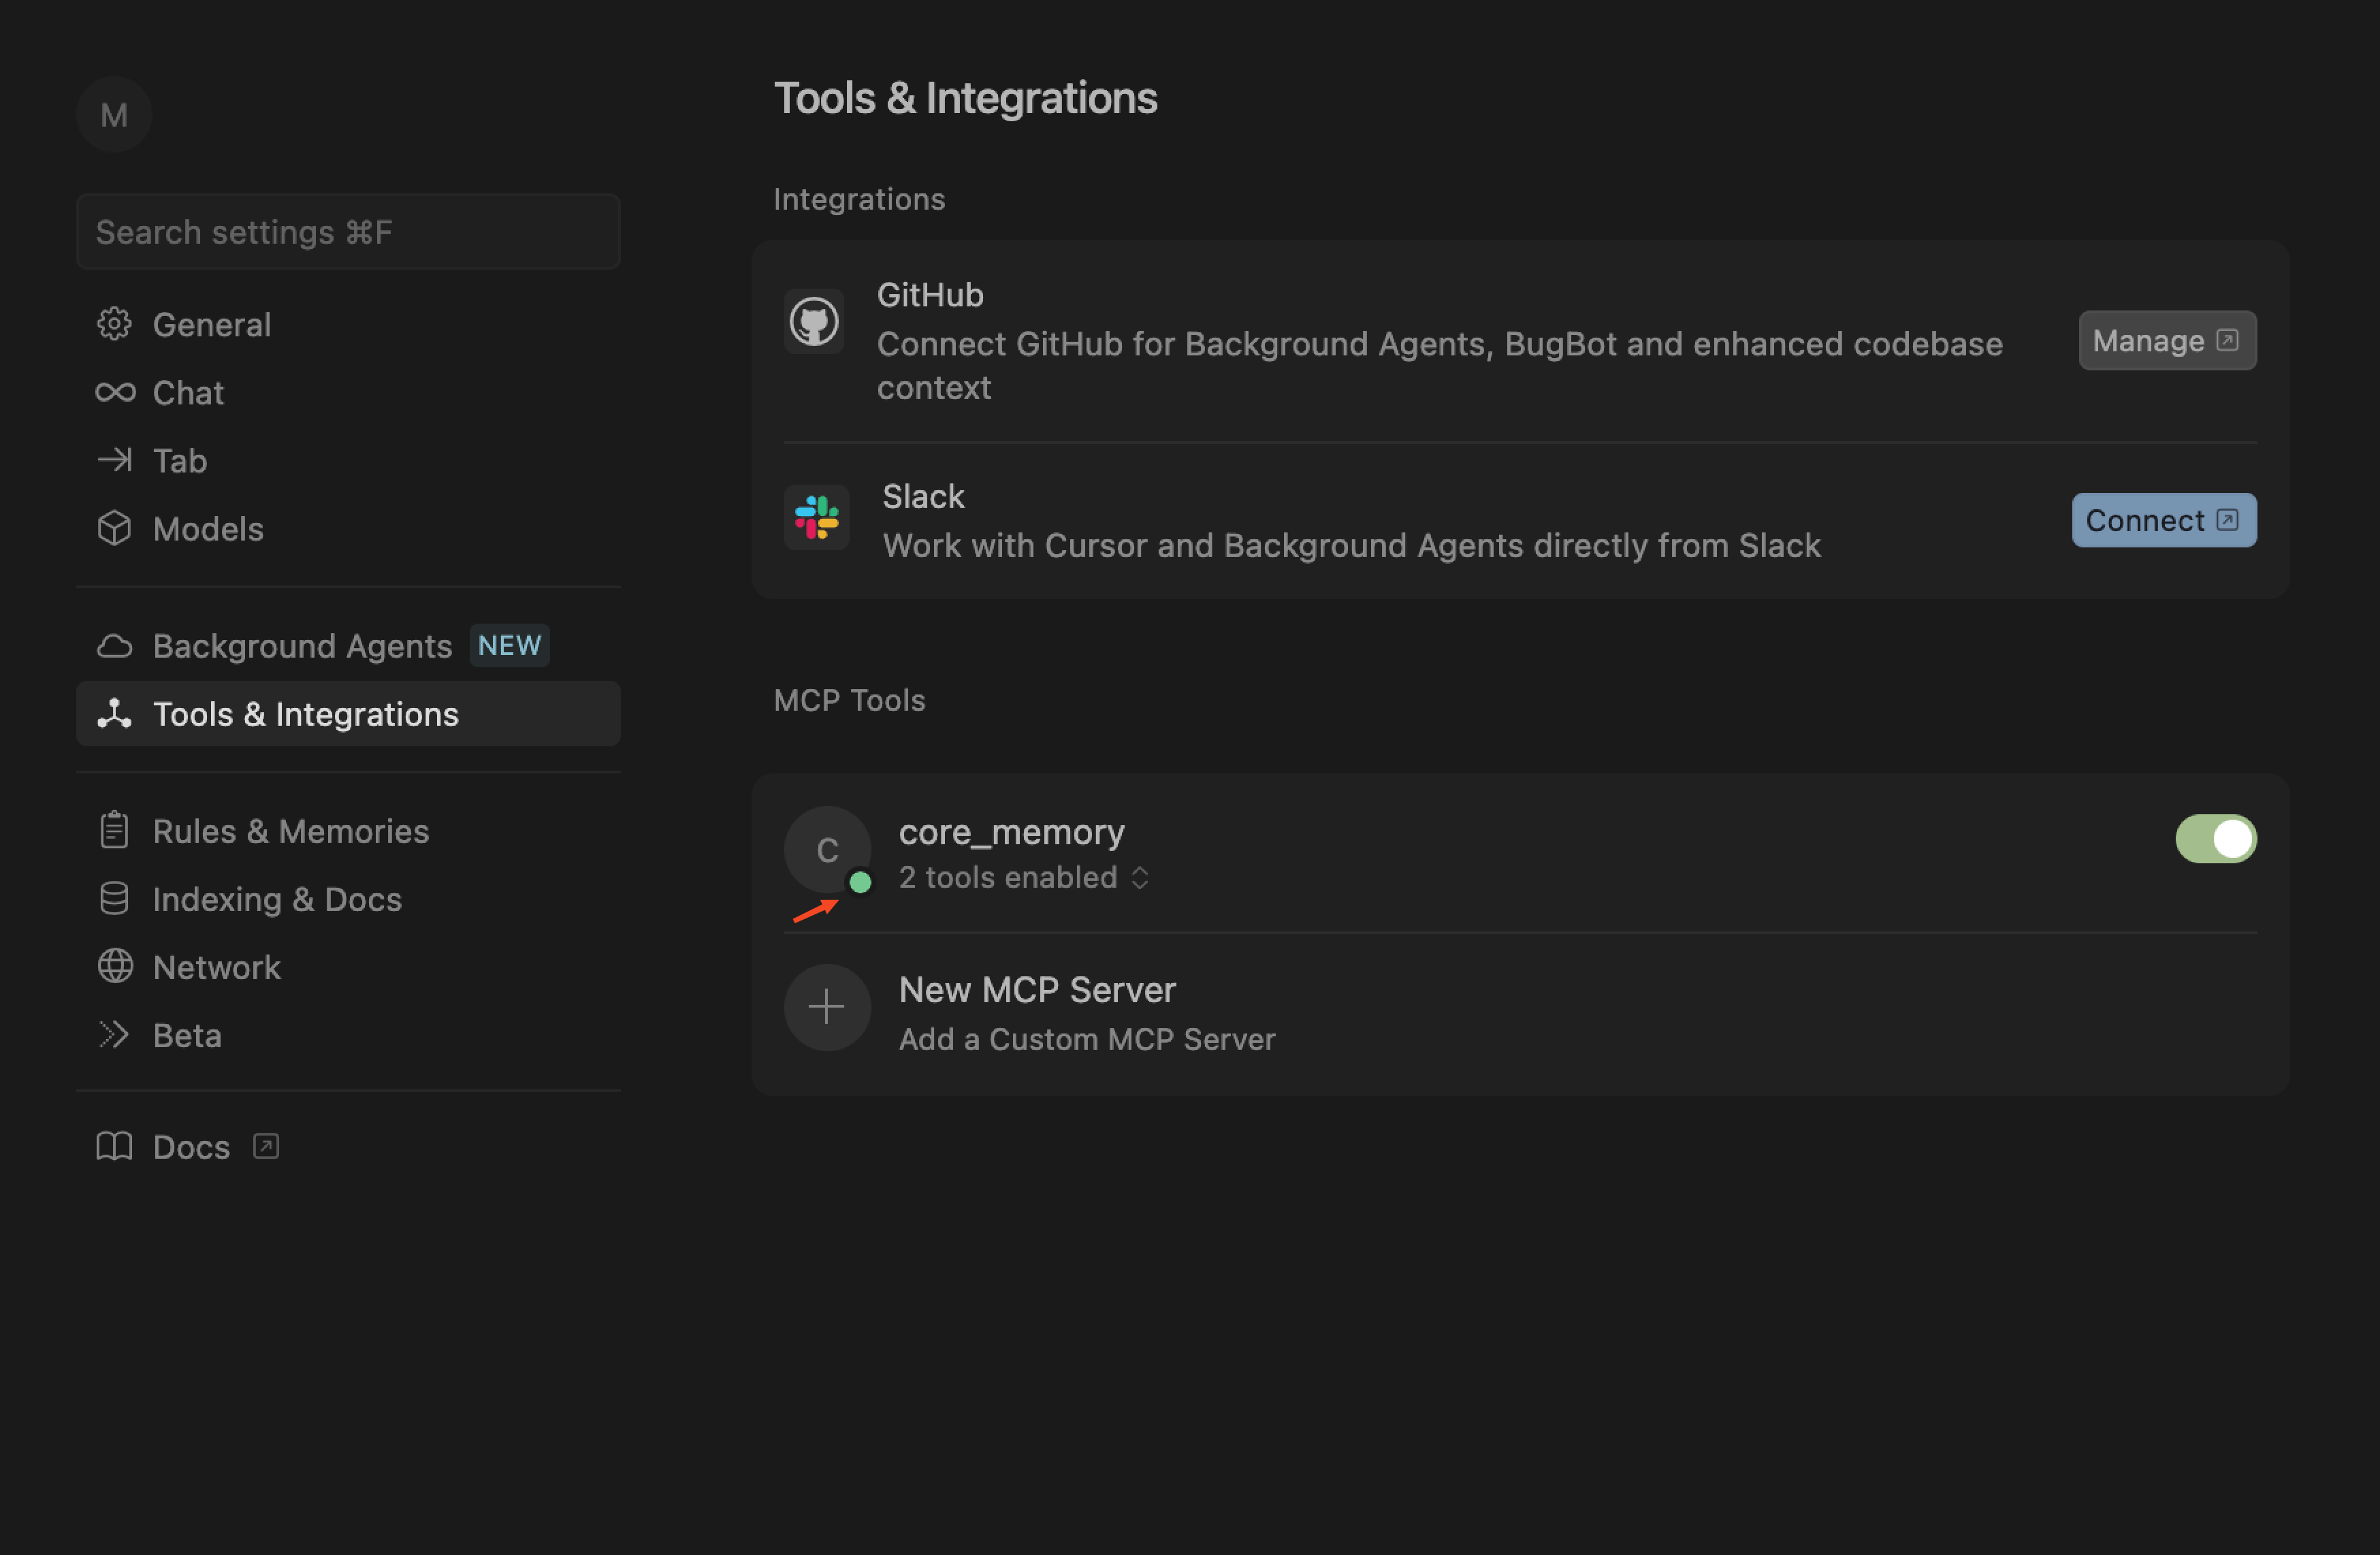 M
Search settings ⌘F
General
Chat
Tab
Models
Background Agents NEW
Tools & Integrations
Rules & Memories
Indexing & Docs
Network
Beta
Docs
Tools & Integrations
Integrations
GitHub
Connect GitHub for Background Agents, BugBot and enhanced codebase
context
Manage
Slack
Work with Cursor and Background Agents directly from Slack
Connect
MCP Tools
C
core_memory
2 tools enabled
New MCP Server
Add a Custom MCP Server